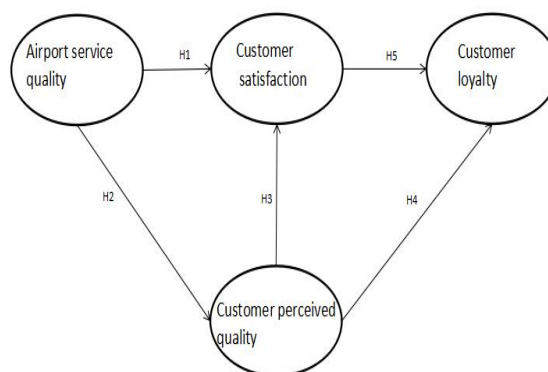 Airport service
quality
H1
Customer
satisfaction
H5
Customer
loyalty
H2
H3
H4
Customer perceived
quality